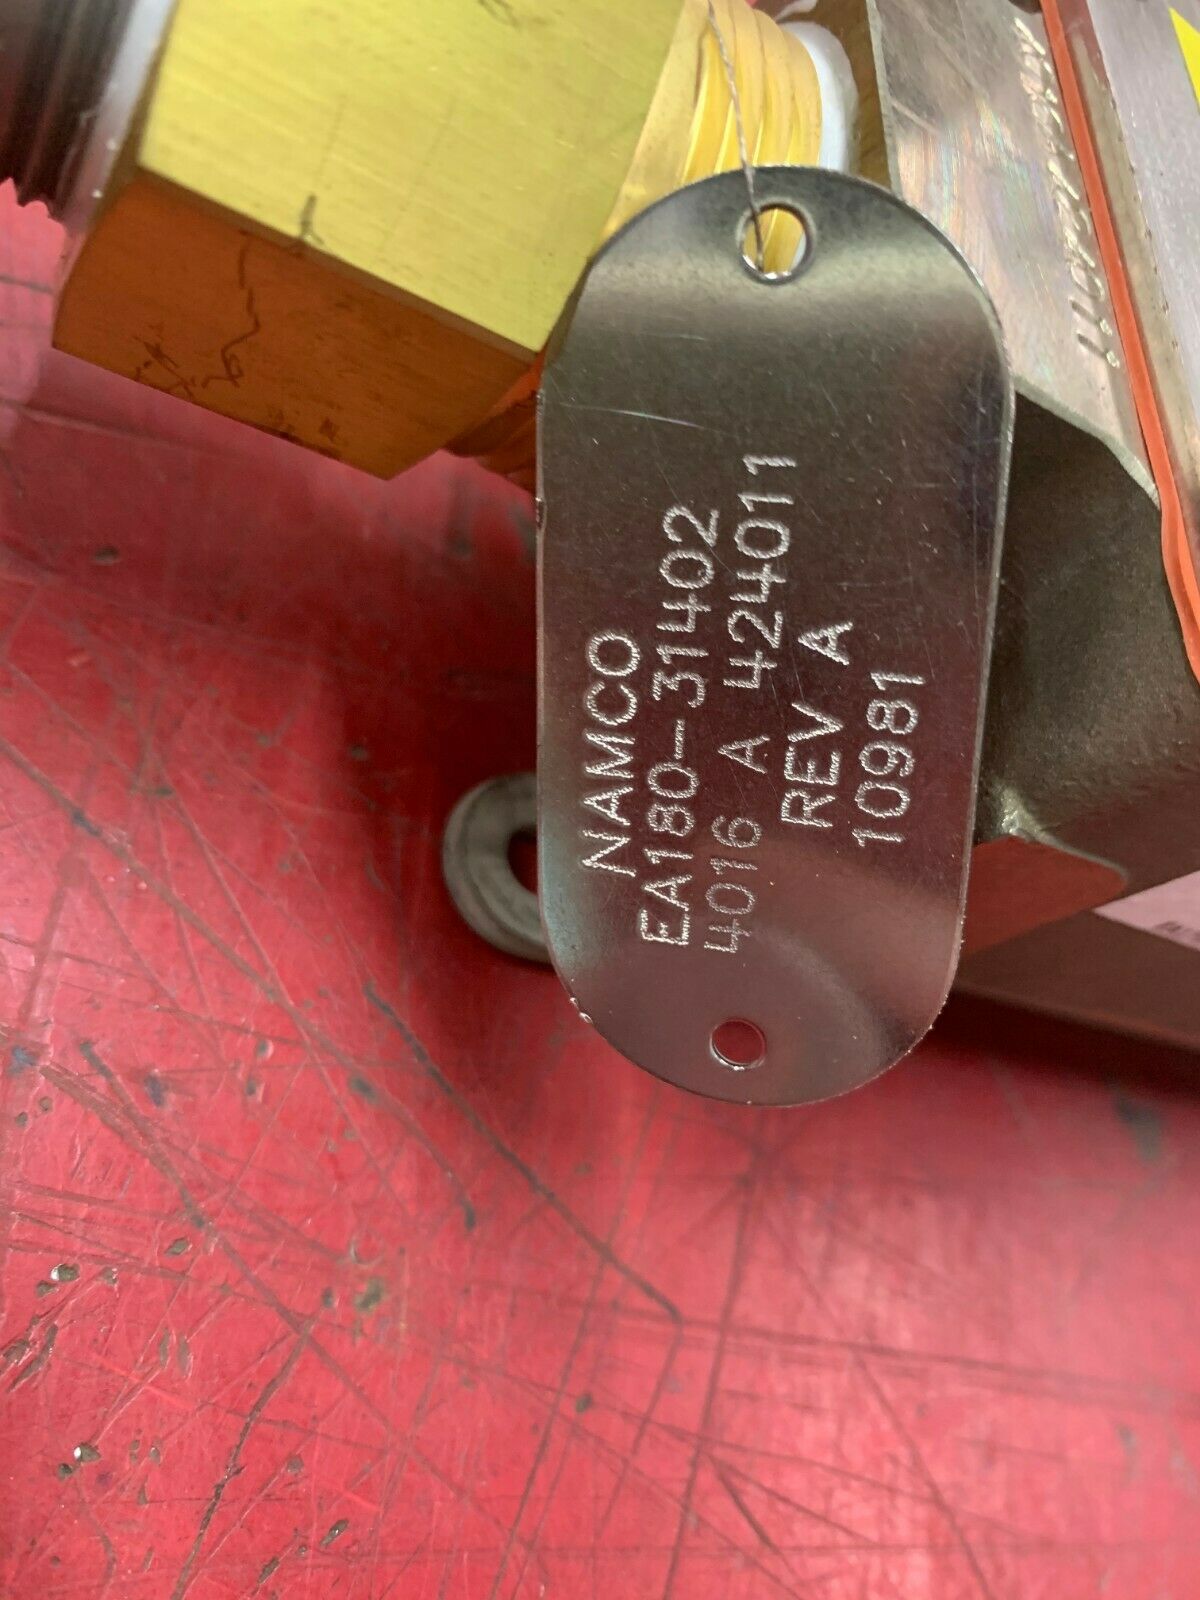 NAMCO
EA180-31402
4016 A 424011
REV A
10981